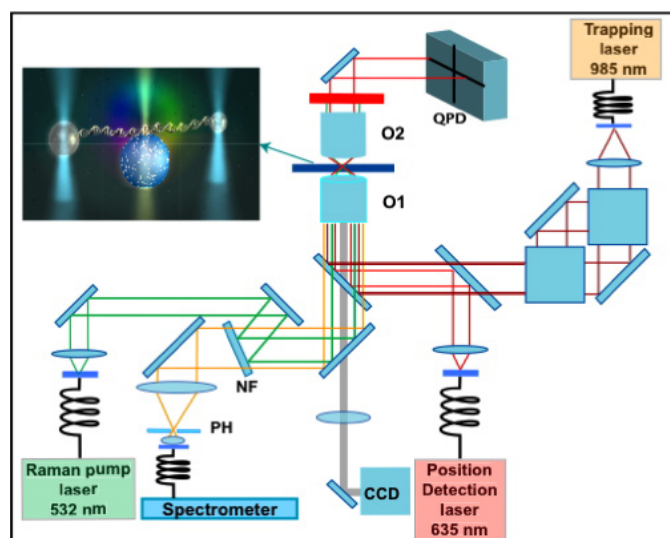 Trapping
laser
985 nm
QPD
O2
O1
NF
PH
Raman pump
laser
532 nm
Spectrometer
CCD
Position
Detection
laser
635 nm